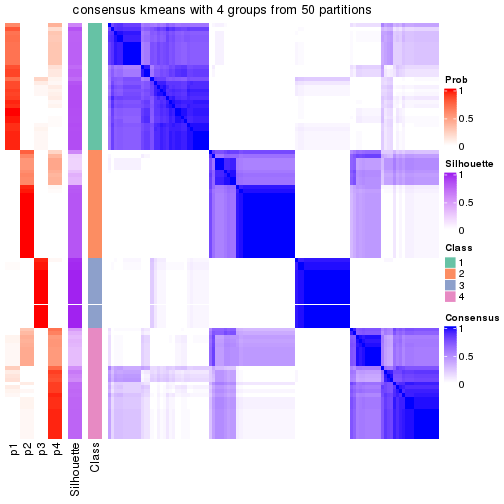 consensus kmeans with 4 groups from 50 partitions
Prob
1
0.5
0
Silhouette
1
0.5
0
Class
1
2
3
4
Consensus
1
0.5
0
p1
p2
p3
p4
Silhouette
Class